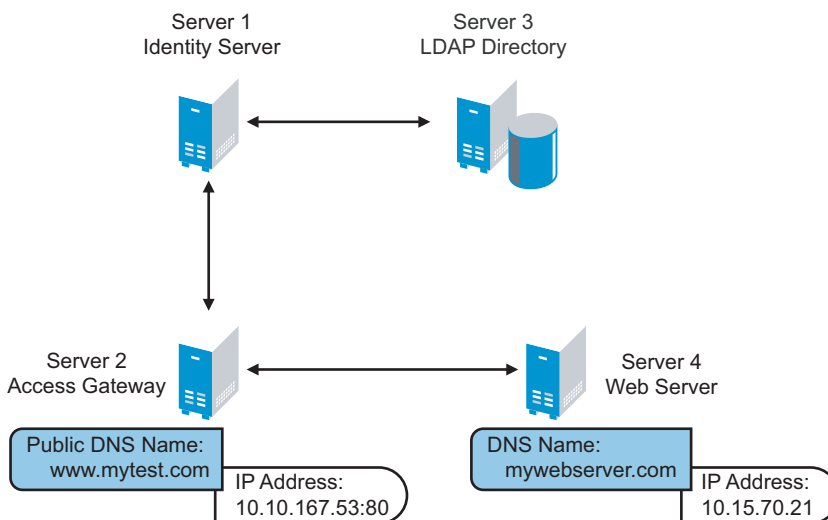 Server 1
Identity Server
Server 3
LDAP Directory
Server 2
Access Gateway
Server 4
Web Server
Public DNS Name:
www.mytest.com
IP Address:
10.10.167.53:80
DNS Name:
mywebserver.com
IP Address:
10.15.70.21